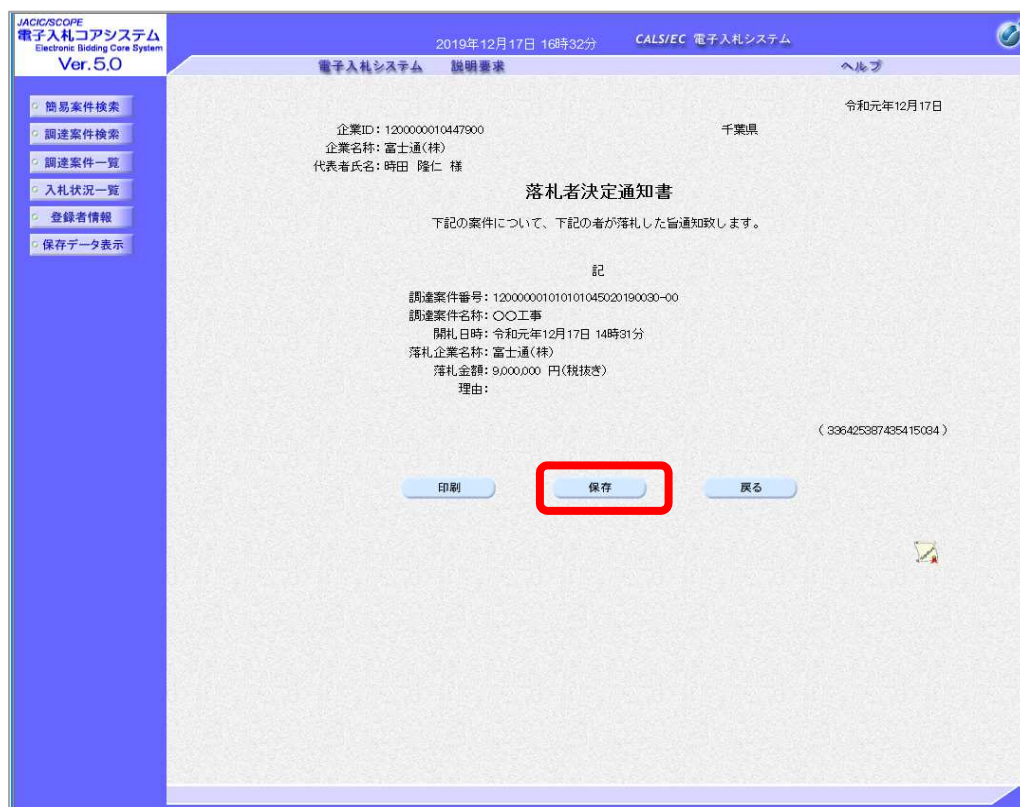 JACIC/SCOPE
電子入札コアシステム
Electronic Bidding Core System
Ver.5.0
2019年12月17日 16時32分
CALS/EC 電子入札システム
電子入札システム 説明要求 ヘルプ
簡易案件検索
調達案件検索
調達案件一覧
入札状況一覧
登録者情報
保存データ表示
令和元年12月17日
企業ID：1200000010447900 千葉県
企業名称：富士通(株)
代表者氏名：時田 隆仁 様
落札者決定通知書
下記の案件について、下記の者が落札した旨通知致します。
記
調達案件番号：120000001010101045020190030-00
調達案件名称：〇〇工事
開札日時：令和元年12月17日 14時31分
落札企業名称：富士通(株)
落札金額：9,000,000 円(税抜き)
理由：
（ 336425387435415034 ）
印刷 保存 戻る